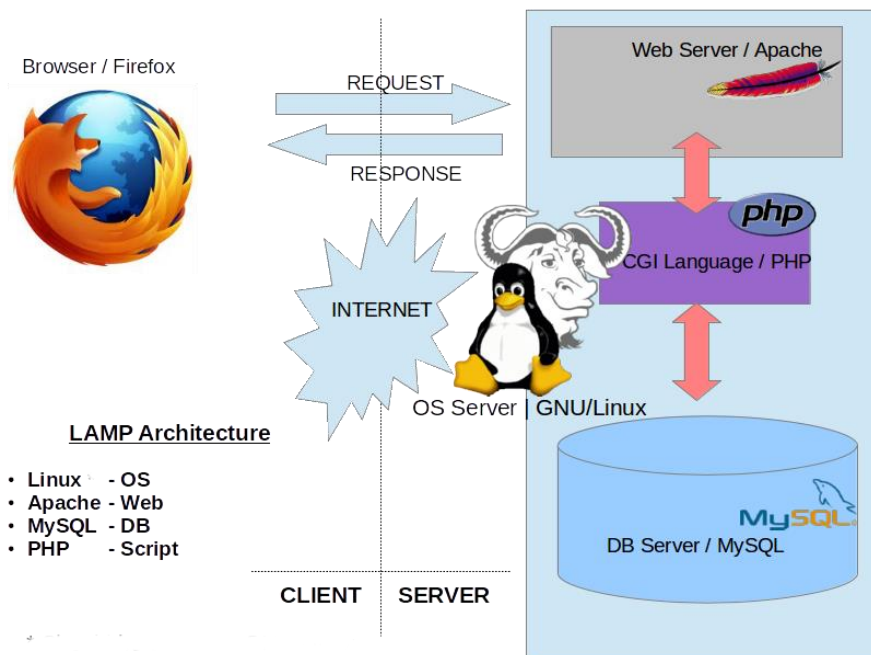 Browser / Firefox
REQUEST
RESPONSE
Web Server / Apache
php
CGI Language / PHP
INTERNET
OS Server | GNU/Linux
MySQL
DB Server / MySQL
LAMP Architecture
• Linux - OS
• Apache - Web
• MySQL - DB
• PHP - Script
CLIENT SERVER